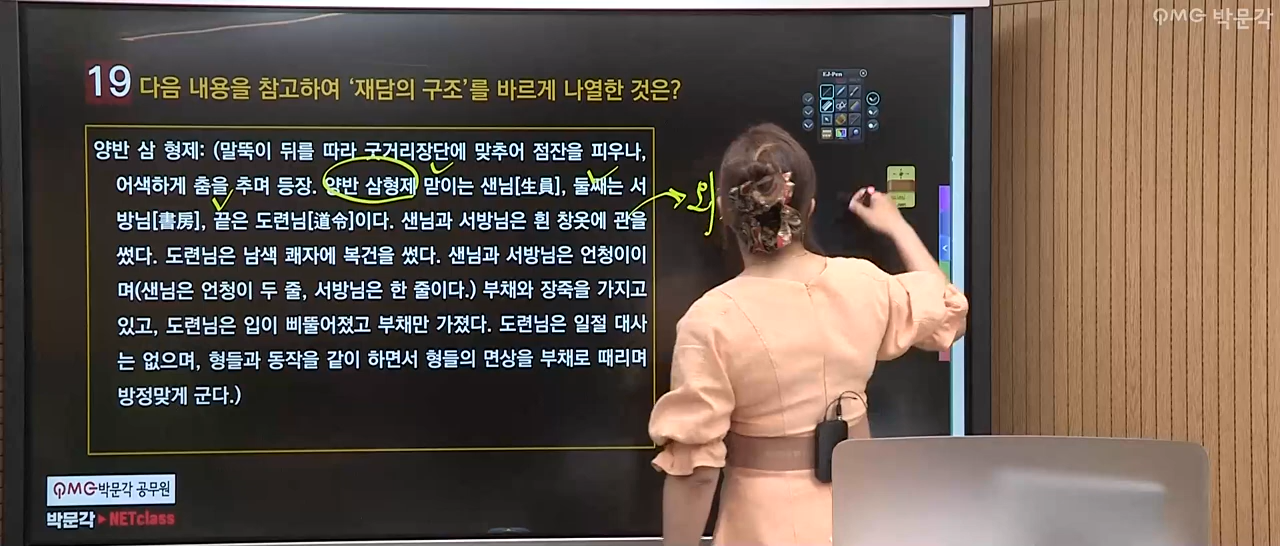 QMG 박문각
19 다음 내용을 참고하여 ‘재담의 구조’를 바르게 나열한 것은?
EJ-Pen
양반 삼 형제: (말뚝이 뒤를 따라 굿거리장단에 맞추어 점잔을 피우나,
어색하게 춤을 추며 등장. 양반 삼형제 맏이는 샌님[生員], 둘째는 서
방님[書房], 끝은 도련님[道令]이다. 샌님과 서방님은 흰 창옷에 관을
썼다. 도련님은 남색 쾌자에 복건을 썼다. 샌님과 서방님은 언청이이
며(샌님은 언청이 두 줄, 서방님은 한 줄이다.) 부채와 장죽을 가지고
있고, 도련님은 입이 삐뚤어졌고 부채만 가졌다. 도련님은 일절 대사
는 없으며, 형들과 동작을 같이 하면서 형들의 면상을 부채로 때리며
방정맞게 군다.)
외
QMG박문각 공무원
박문각 NETclass